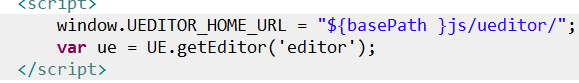 <script>
window.UEDITOR_HOME_URL = "${basePath }js/ueditor/";
var ue = UE.getEditor('editor');
</script>